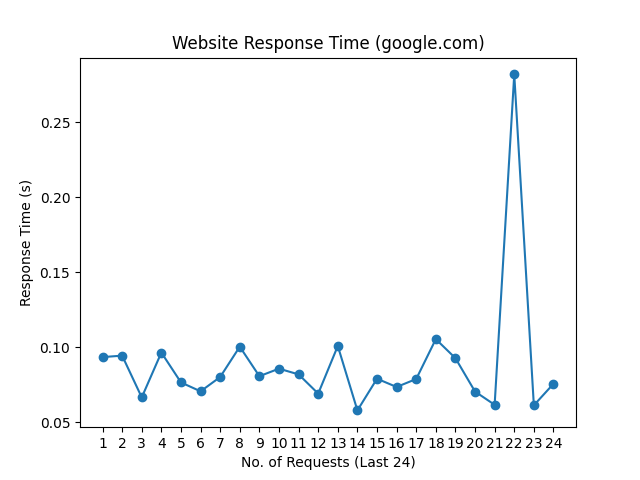 Website Response Time (google.com)
0.25
0.20
0.15
0.10
0.05
Response Time (s)
1 2 3 4 5 6 7 8 9 10 11 12 13 14 15 16 17 18 19 20 21 22 23 24
No. of Requests (Last 24)